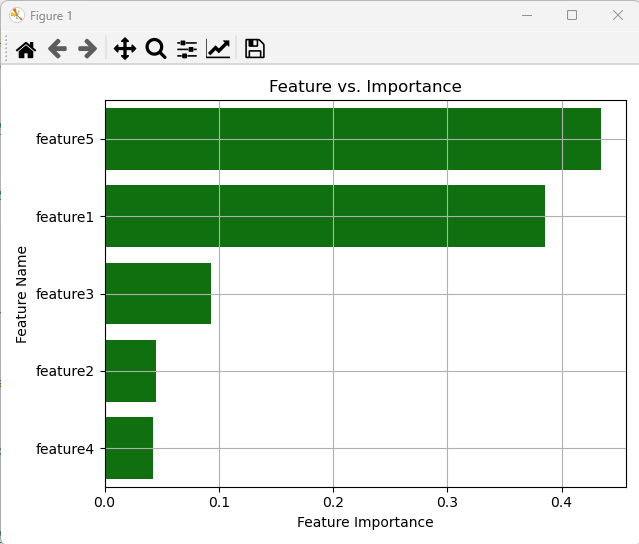 Figure 1
Feature vs. Importance
feature5
feature1
feature3
feature2
feature4
Feature Name
0.0 0.1 0.2 0.3 0.4
Feature Importance